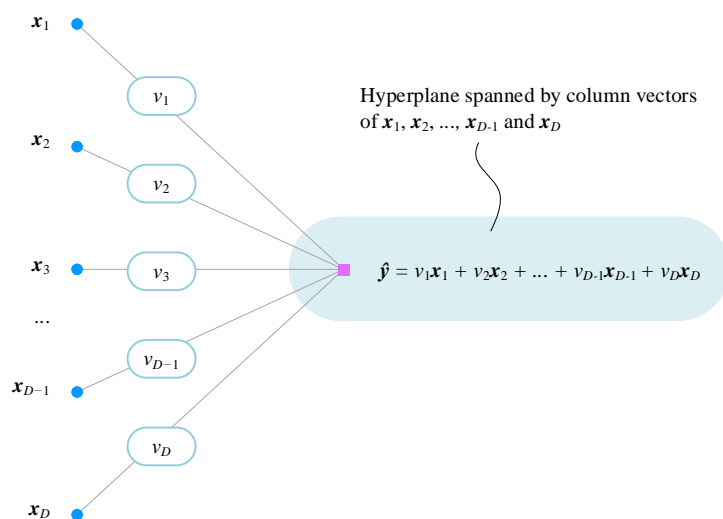 x1
v1
Hyperplane spanned by column vectors
of x1, x2, ..., xD-1 and xD
x2
v2
x3
v3
ŷ = v1x1 + v2x2 + ... + vD-1xD-1 + vDxD
...
vD−1
xD−1
vD
xD